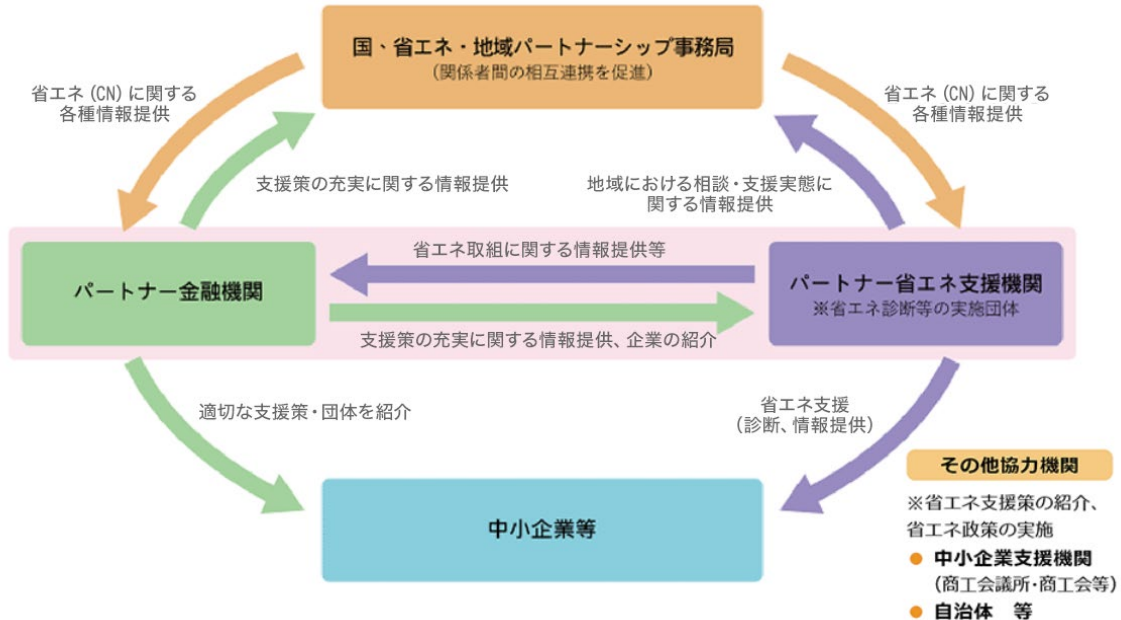 国、省エネ・地域パートナーシップ事務局
(関係者間の相互連携を促進)
省エネ(CN)に関する
各種情報提供
省エネ(CN)に関する
各種情報提供
支援策の充実に関する情報提供
地域における相談・支援実態に
関する情報提供
省エネ取組に関する情報提供等
パートナー金融機関
パートナー省エネ支援機関
※省エネ診断等の実施団体
支援策の充実に関する情報提供、企業の紹介
適切な支援策・団体を紹介
省エネ支援
(診断、情報提供)
中小企業等
その他協力機関
※省エネ支援策の紹介、
省エネ政策の実施
● 中小企業支援機関
(商工会議所・商工会等)
● 自治体 等